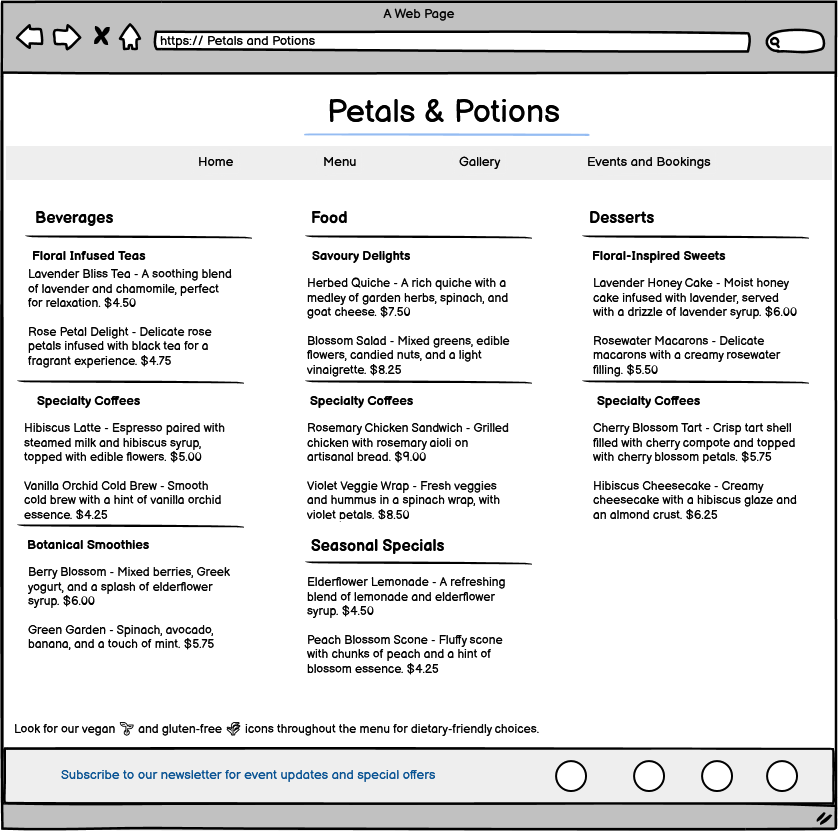 A Web Page
https:// Petals and Potions
Petals & Potions
Home Menu Gallery Events and Bookings
Beverages
Floral Infused Teas
Lavender Bliss Tea - A soothing blend
of lavender and chamomile, perfect
for relaxation. $4.50
Rose Petal Delight - Delicate rose
petals infused with black tea for a
fragrant experience. $4.75
Specialty Coffees
Hibiscus Latte - Espresso paired with
steamed milk and hibiscus syrup,
topped with edible flowers. $5.00
Vanilla Orchid Cold Brew - Smooth
cold brew with a hint of vanilla orchid
essence. $4.25
Botanical Smoothies
Berry Blossom - Mixed berries, Greek
yogurt, and a splash of elderflower
syrup. $6.00
Green Garden - Spinach, avocado,
banana, and a touch of mint. $5.75
Food
Savoury Delights
Herbed Quiche - A rich quiche with a
medley of garden herbs, spinach, and
goat cheese. $7.50
Blossom Salad - Mixed greens, edible
flowers, candied nuts, and a light
vinaigrette. $8.25
Specialty Coffees
Rosemary Chicken Sandwich - Grilled
chicken with rosemary aioli on
artisanal bread. $9.00
Violet Veggie Wrap - Fresh veggies
and hummus in a spinach wrap, with
violet petals. $8.50
Seasonal Specials
Elderflower Lemonade - A refreshing
blend of lemonade and elderflower
syrup. $4.50
Peach Blossom Scone - Fluffy scone
with chunks of peach and a hint of
blossom essence. $4.25
Desserts
Floral-Inspired Sweets
Lavender Honey Cake - Moist honey
cake infused with lavender, served
with a drizzle of lavender syrup. $6.00
Rosewater Macarons - Delicate
macarons with a creamy rosewater
filling. $5.50
Specialty Coffees
Cherry Blossom Tart - Crisp tart shell
filled with cherry compote and topped
with cherry blossom petals. $5.75
Hibiscus Cheesecake - Creamy
cheesecake with a hibiscus glaze and
an almond crust. $6.25
Look for our vegan and gluten-free icons throughout the menu for dietary-friendly choices.
Subscribe to our newsletter for event updates and special offers